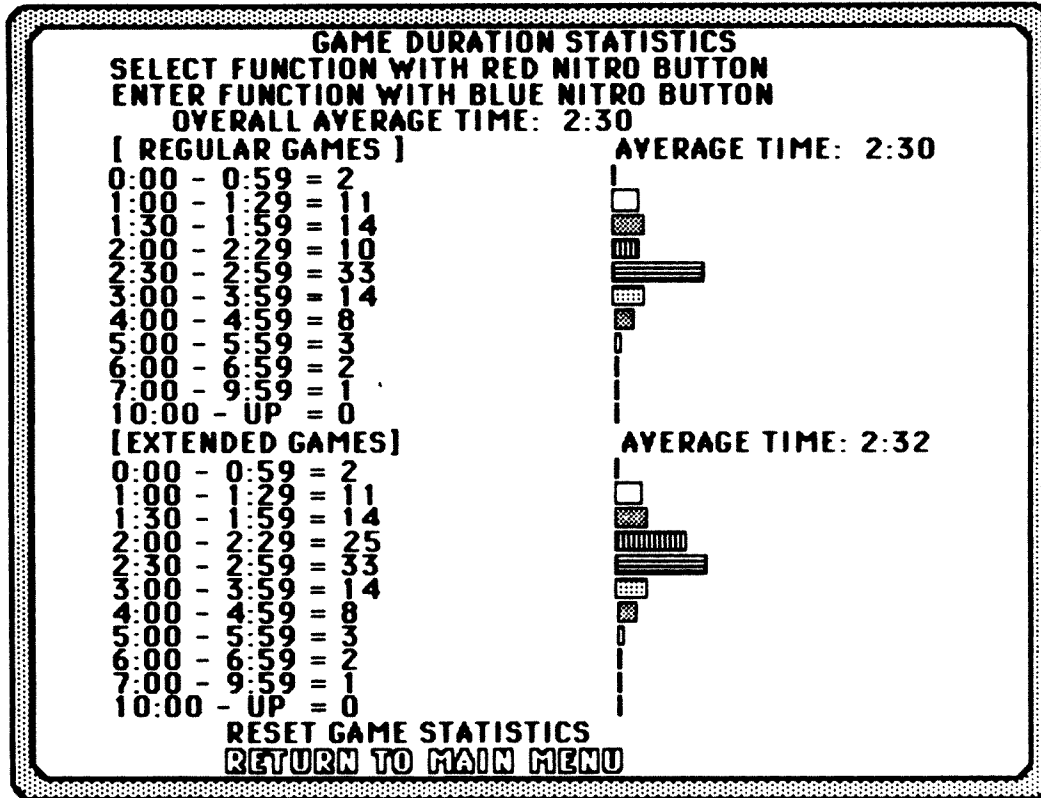 GAME DURATION STATISTICS
SELECT FUNCTION WITH RED NITRO BUTTON
ENTER FUNCTION WITH BLUE NITRO BUTTON
OVERALL AVERAGE TIME: 2:30
[ REGULAR GAMES ] AVERAGE TIME: 2:30
0:00 - 0:59 = 2
1:00 - 1:29 = 11
1:30 - 1:59 = 14
2:00 - 2:29 = 10
2:30 - 2:59 = 33
3:00 - 3:59 = 14
4:00 - 4:59 = 8
5:00 - 5:59 = 3
6:00 - 6:59 = 2
7:00 - 9:59 = 1
10:00 - UP = 0
[EXTENDED GAMES] AVERAGE TIME: 2:32
0:00 - 0:59 = 2
1:00 - 1:29 = 11
1:30 - 1:59 = 14
2:00 - 2:29 = 25
2:30 - 2:59 = 33
3:00 - 3:59 = 14
4:00 - 4:59 = 8
5:00 - 5:59 = 3
6:00 - 6:59 = 2
7:00 - 9:59 = 1
10:00 - UP = 0
RESET GAME STATISTICS
RETURN TO MAIN MENU